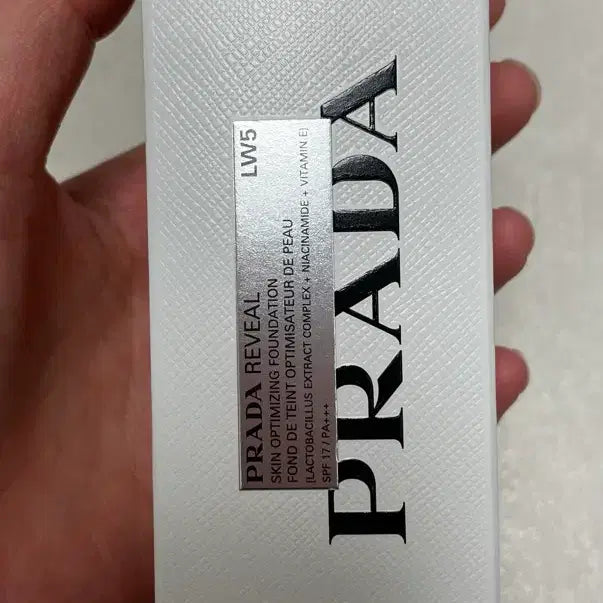 LW5
PRADA REVEAL
SKIN OPTIMIZING FOUNDATION
FOND DE TEINT OPTIMISATEUR DE PEAU
[LACTOBACILLUS EXTRACT COMPLEX + NIACINAMIDE + VITAMIN E]
SPF 17 / PA+++
PRADA